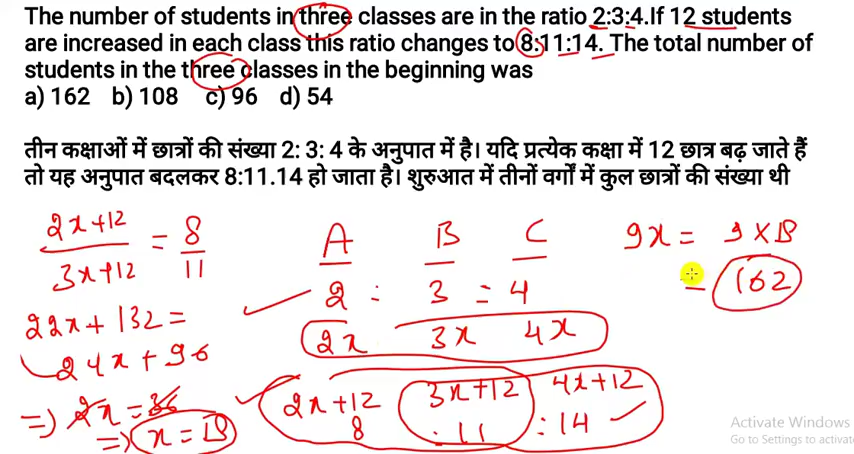 The number of students in three classes are in the ratio 2:3:4.If 12 students
are increased in each class this ratio changes to 8:11:14. The total number of
students in the three classes in the beginning was
a) 162 b) 108 c) 96 d) 54
तीन कक्षाओं में छात्रों की संख्या 2: 3: 4 के अनुपात में है। यदि प्रत्येक कक्षा में 12 छात्र बढ़ जाते हैं
तो यह अनुपात बदलकर 8:11.14 हो जाता है। शुरुआत में तीनों वर्गों में कुल छात्रों की संख्या थी
2x+12 / 3x+12 = 8 / 11
22x + 132 =
24x + 96
=> 2x = 36
=> x = 18
A B C
2 : 3 = 4
2x 3x 4x
2x+12 3x+12 4x+12
8 : 11 : 14
9x = 9 x 18
= 162
Activate Windows
Go to Settings to activate